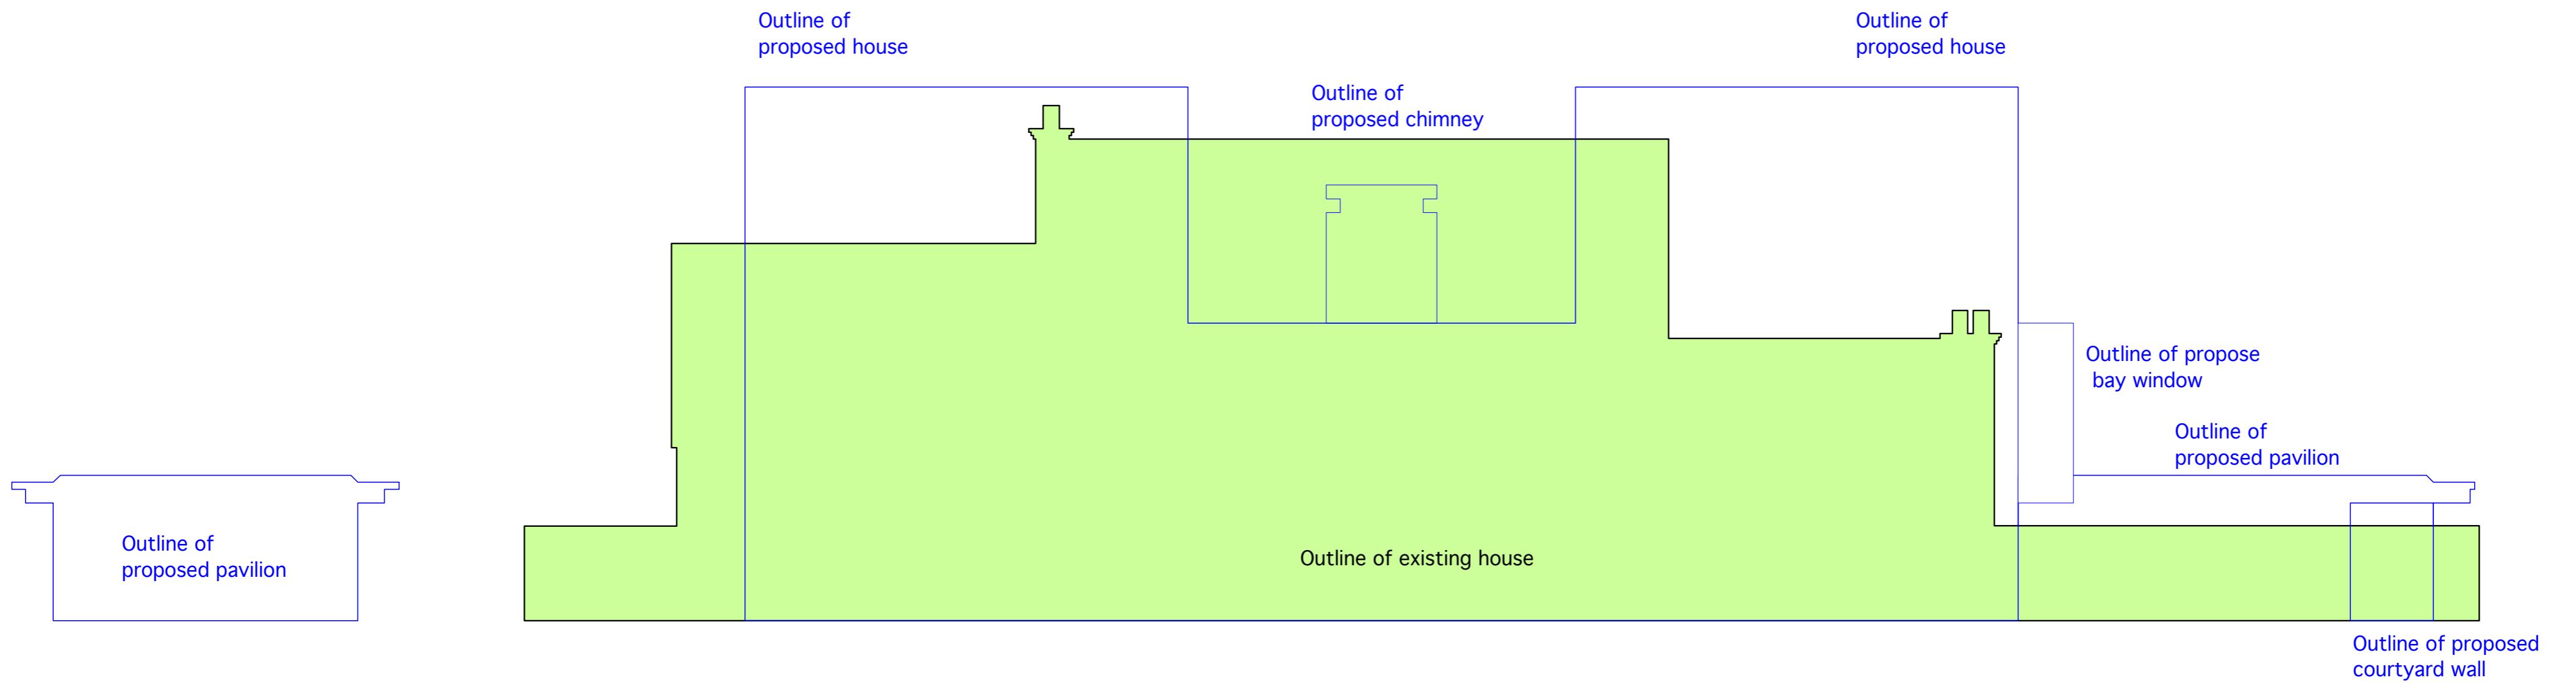 Outline of
proposed house
Outline of
proposed house
Outline of
proposed chimney
Outline of propose
bay window
Outline of
proposed pavilion
Outline of
proposed pavilion
Outline of existing house
Outline of proposed
courtyard wall